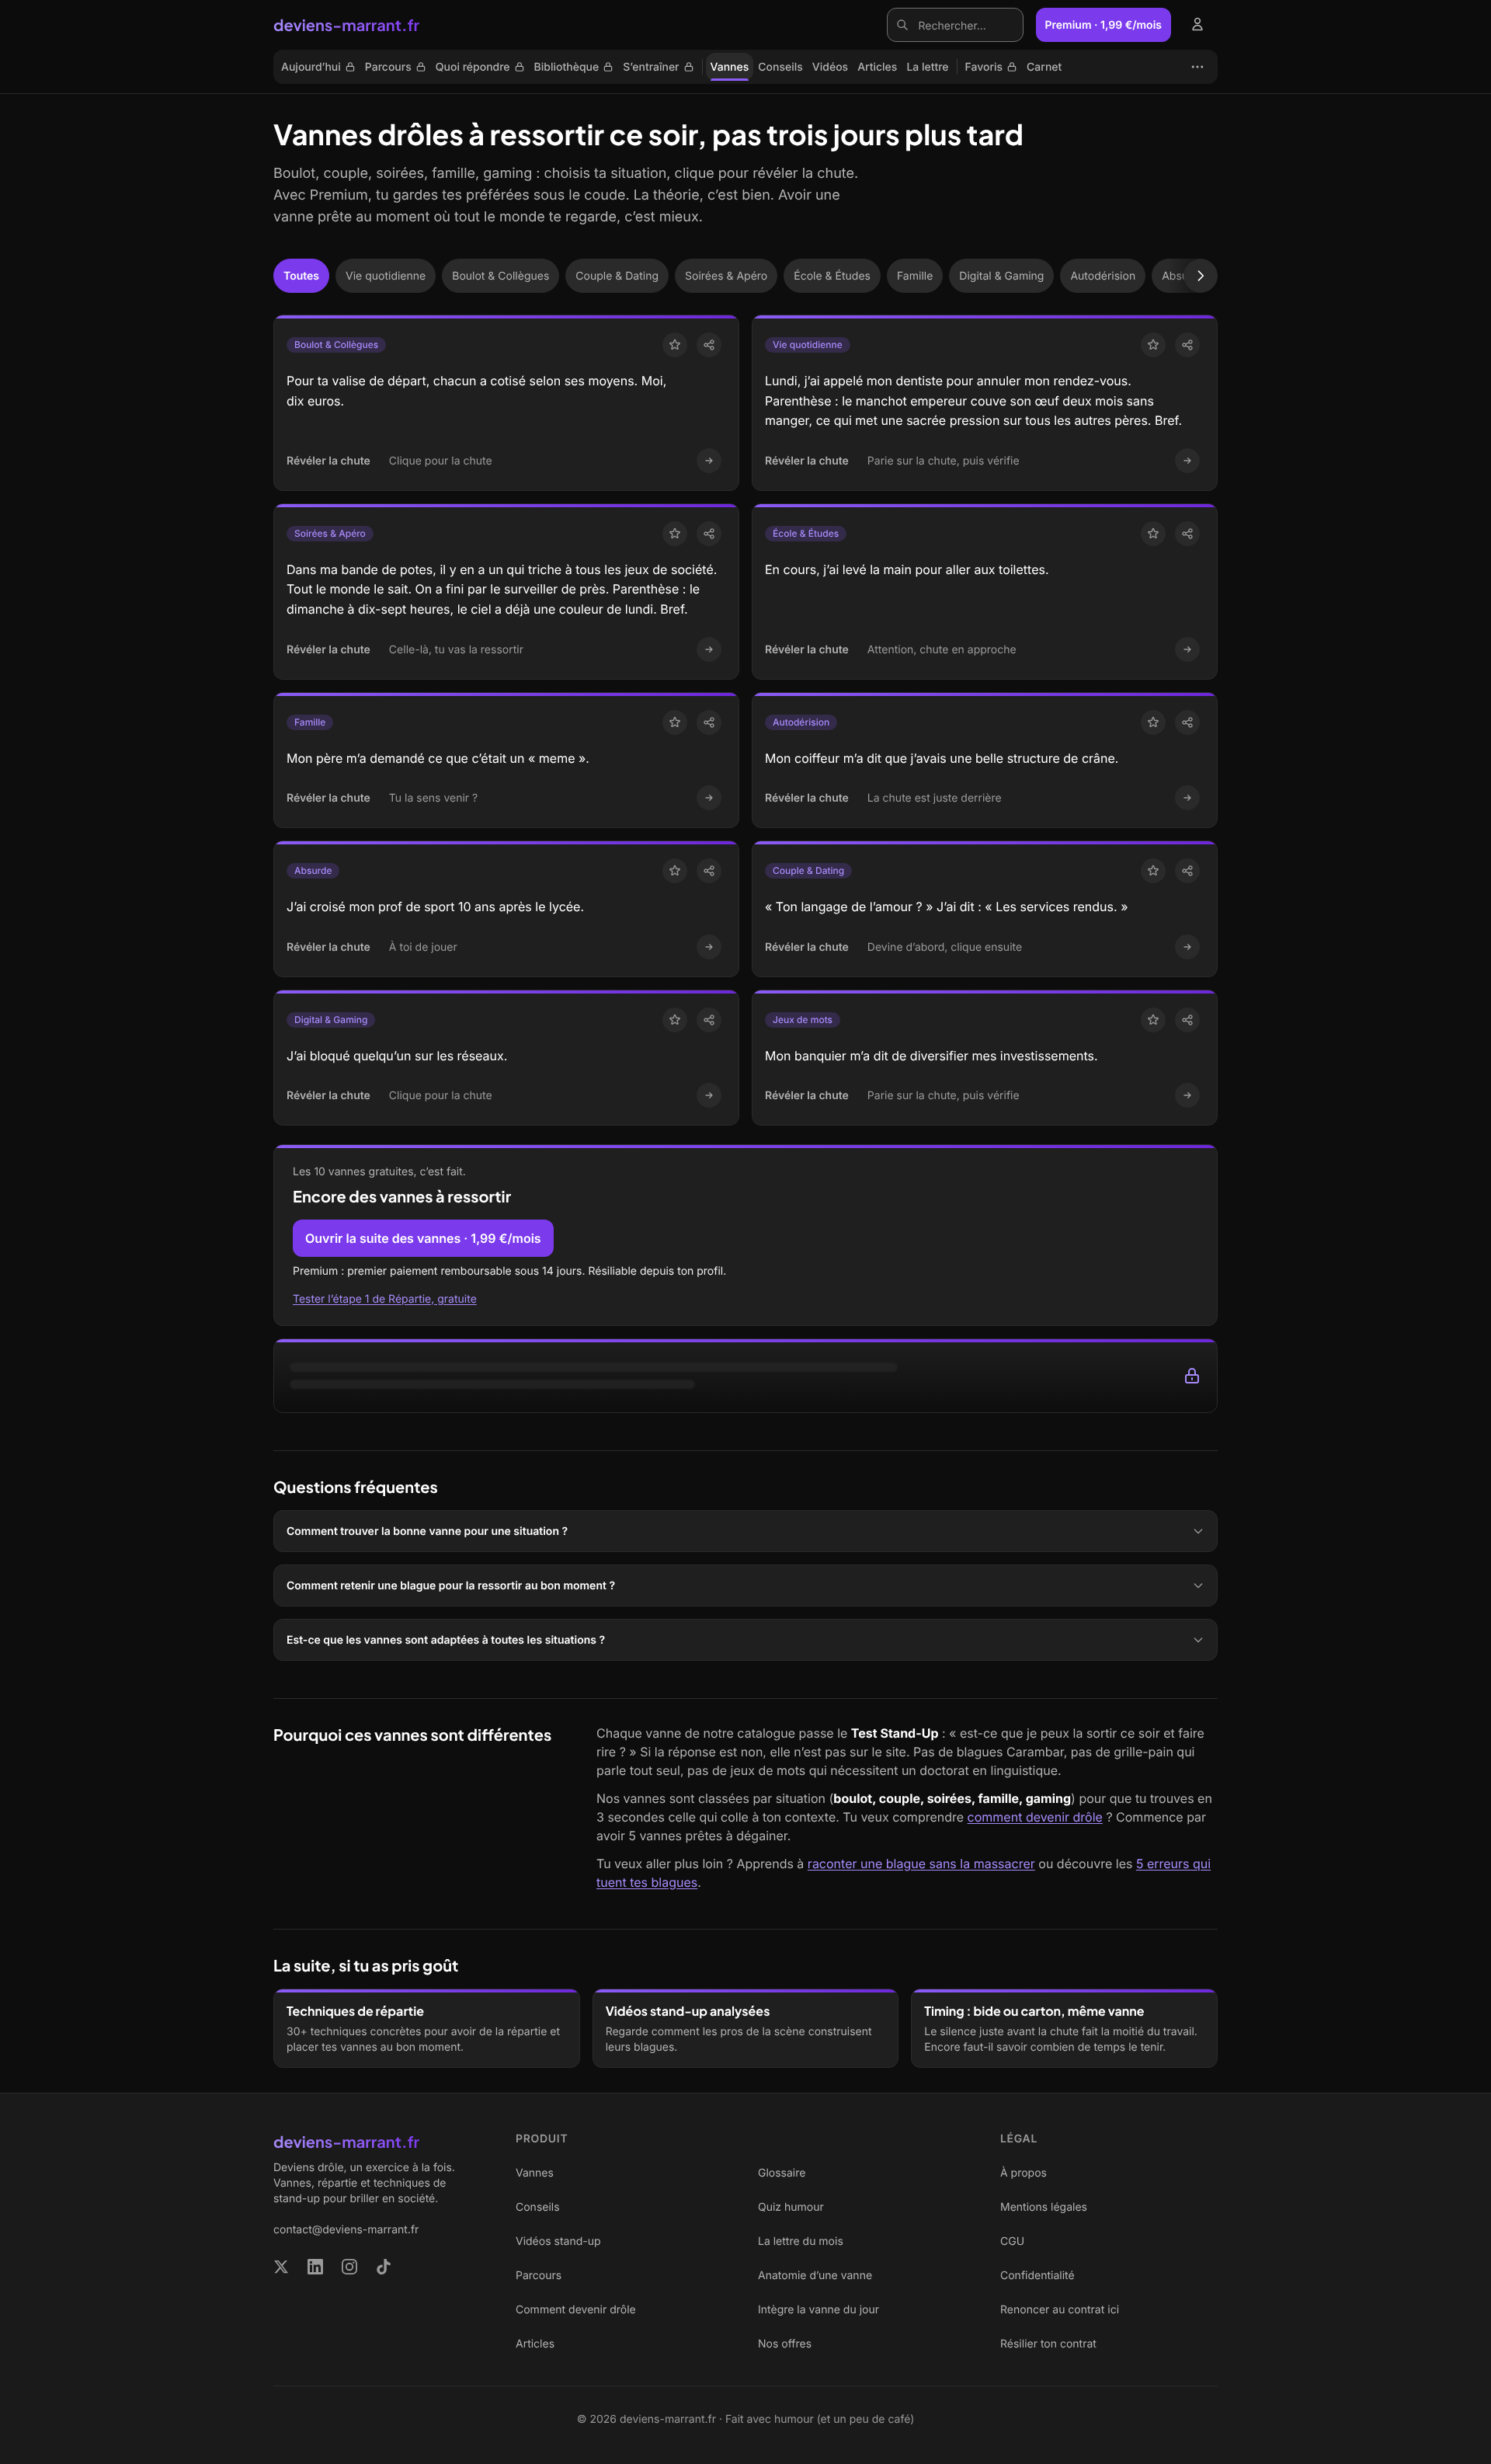 deviens-marrant.fr
Rechercher...
Premium · 1,99 €/mois
Aujourd’hui
Parcours
Quoi répondre
Bibliothèque
S’entraîner
Vannes
Conseils
Vidéos
Articles
La lettre
Favoris
Carnet
Vannes drôles à ressortir ce soir, pas trois jours plus tard
Boulot, couple, soirées, famille, gaming : choisis ta situation, clique pour révéler la chute.
Avec Premium, tu gardes tes préférées sous le coude. La théorie, c’est bien. Avoir une
vanne prête au moment où tout le monde te regarde, c’est mieux.
Toutes
Vie quotidienne
Boulot & Collègues
Couple & Dating
Soirées & Apéro
École & Études
Famille
Digital & Gaming
Autodérision
Boulot & Collègues
Pour ta valise de départ, chacun a cotisé selon ses moyens. Moi,
dix euros.
Révéler la chute
Clique pour la chute
Vie quotidienne
Lundi, j’ai appelé mon dentiste pour annuler mon rendez-vous.
Parenthèse : le manchot empereur couve son œuf deux mois sans
manger, ce qui met une sacrée pression sur tous les autres pères. Bref.
Révéler la chute
Parie sur la chute, puis vérifie
Soirées & Apéro
Dans ma bande de potes, il y en a un qui triche à tous les jeux de société.
Tout le monde le sait. On a fini par le surveiller de près. Parenthèse : le
dimanche à dix-sept heures, le ciel a déjà une couleur de lundi. Bref.
Révéler la chute
Celle-là, tu vas la ressortir
École & Études
En cours, j’ai levé la main pour aller aux toilettes.
Révéler la chute
Attention, chute en approche
Famille
Mon père m’a demandé ce que c’était un « meme ».
Révéler la chute
Tu la sens venir ?
Autodérision
Mon coiffeur m’a dit que j’avais une belle structure de crâne.
Révéler la chute
La chute est juste derrière
Absurde
J’ai croisé mon prof de sport 10 ans après le lycée.
Révéler la chute
À toi de jouer
Couple & Dating
« Ton langage de l’amour ? » J’ai dit : « Les services rendus. »
Révéler la chute
Devine d’abord, clique ensuite
Digital & Gaming
J’ai bloqué quelqu’un sur les réseaux.
Révéler la chute
Clique pour la chute
Jeux de mots
Mon banquier m’a dit de diversifier mes investissements.
Révéler la chute
Parie sur la chute, puis vérifie
Les 10 vannes gratuites, c’est fait.
Encore des vannes à ressortir
Ouvrir la suite des vannes · 1,99 €/mois
Premium : premier paiement remboursable sous 14 jours. Résiliable depuis ton profil.
Tester l’étape 1 de Répartie, gratuite
Questions fréquentes
Comment trouver la bonne vanne pour une situation ?
Comment retenir une blague pour la ressortir au bon moment ?
Est-ce que les vannes sont adaptées à toutes les situations ?
Pourquoi ces vannes sont différentes
Chaque vanne de notre catalogue passe le Test Stand-Up : « est-ce que je peux la sortir ce soir et faire
rire ? » Si la réponse est non, elle n’est pas sur le site. Pas de blagues Carambar, pas de grille-pain qui
parle tout seul, pas de jeux de mots qui nécessitent un doctorat en linguistique.
Nos vannes sont classées par situation (boulot, couple, soirées, famille, gaming) pour que tu trouves en
3 secondes celle qui colle à ton contexte. Tu veux comprendre comment devenir drôle ? Commence par
avoir 5 vannes prêtes à dégainer.
Tu veux aller plus loin ? Apprends à raconter une blague sans la massacrer ou découvre les 5 erreurs qui
tuent tes blagues.
La suite, si tu as pris goût
Techniques de répartie
30+ techniques concrètes pour avoir de la répartie et
placer tes vannes au bon moment.
Vidéos stand-up analysées
Regarde comment les pros de la scène construisent
leurs blagues.
Timing : bide ou carton, même vanne
Le silence juste avant la chute fait la moitié du travail.
Encore faut-il savoir combien de temps le tenir.
deviens-marrant.fr
Deviens drôle, un exercice à la fois.
Vannes, répartie et techniques de
stand-up pour briller en société.
contact@deviens-marrant.fr
PRODUIT
Vannes
Conseils
Vidéos stand-up
Parcours
Comment devenir drôle
Articles
Glossaire
Quiz humour
La lettre du mois
Anatomie d’une vanne
Intègre la vanne du jour
Nos offres
LÉGAL
À propos
Mentions légales
CGU
Confidentialité
Renoncer au contrat ici
Résilier ton contrat
© 2026 deviens-marrant.fr · Fait avec humour (et un peu de café)